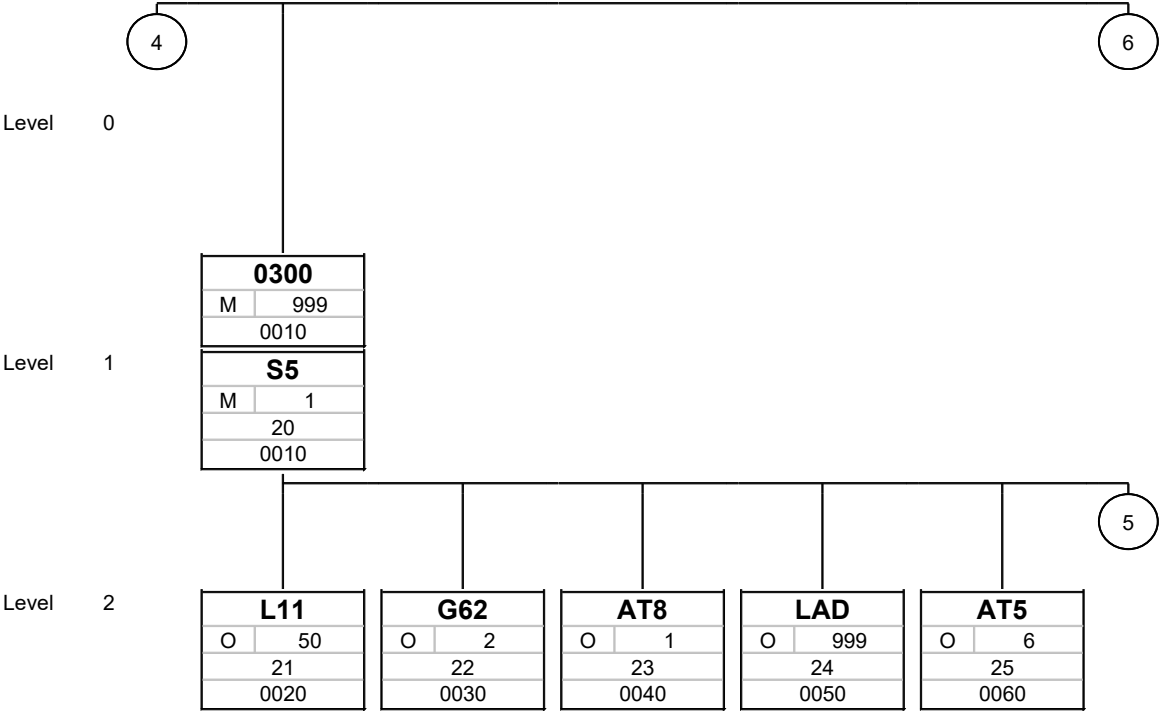 4
6
Level 0
0300
M 999
0010
Level 1
S5
M 1
20
0010
5
Level 2
L11 G62 AT8 LAD AT5
O 50 O 2 O 1 O 999 O 6
21 22 23 24 25
0020 0030 0040 0050 0060